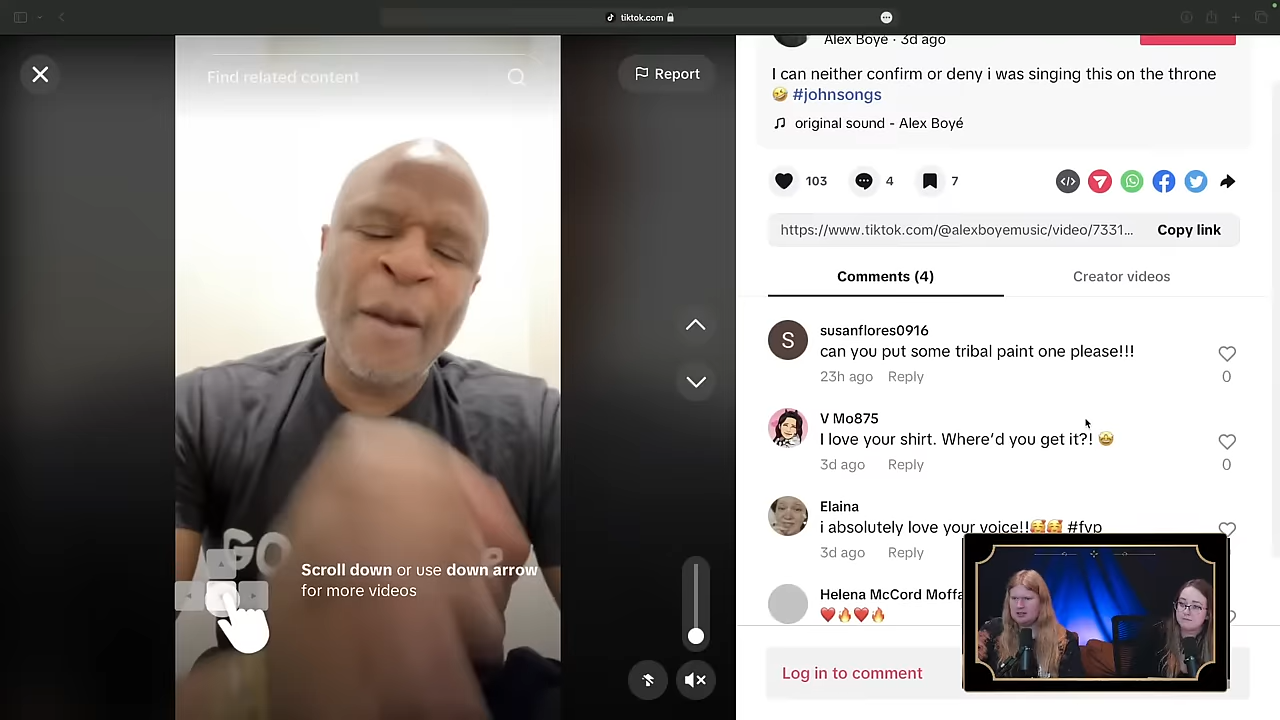 tiktok.com
Find related content
Report
GO
Scroll down or use down arrow
for more videos
Alex Boyé · 3d ago
I can neither confirm or deny i was singing this on the throne
🤣 #johnsongs
original sound - Alex Boyé
103
4
7
https://www.tiktok.com/@alexboyemusic/video/7331...
Copy link
Comments (4)
Creator videos
S
susanflores0916
can you put some tribal paint one please!!!
23h ago Reply
0
V Mo875
I love your shirt. Where'd you get it?! 🤩
3d ago Reply
0
Elaina
i absolutely love your voice!!🥰🥰 #fyp
3d ago Reply
Helena McCord Moffa
❤️🔥❤️🔥
Log in to comment